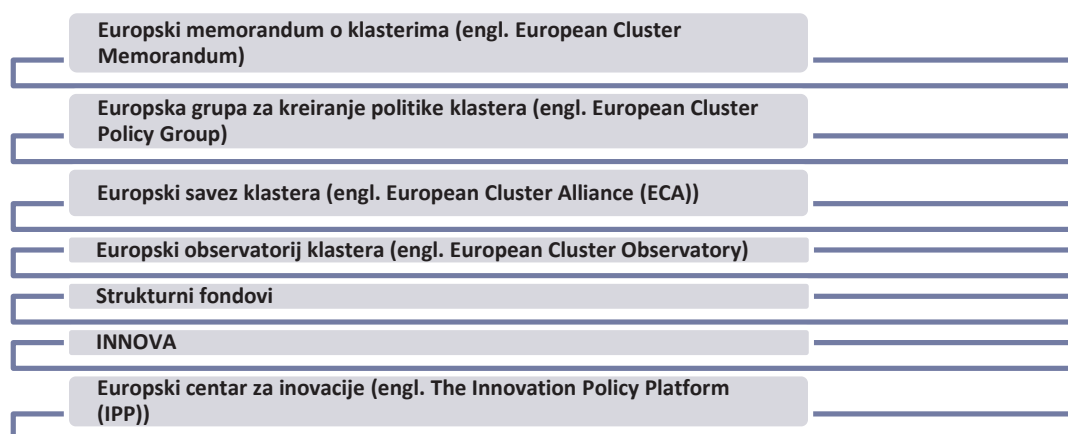 Europski memorandum o klasterima (engl. European Cluster
Memorandum)
Europska grupa za kreiranje politike klastera (engl. European Cluster
Policy Group)
Europski savez klastera (engl. European Cluster Alliance (ECA))
Europski observatorij klastera (engl. European Cluster Observatory)
Strukturni fondovi
INNOVA
Europski centar za inovacije (engl. The Innovation Policy Platform
(IPP))